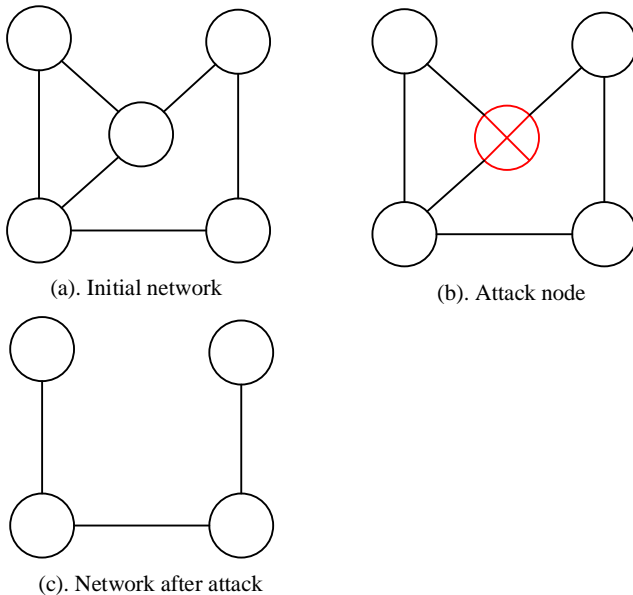 (a). Initial network
(b). Attack node
(c). Network after attack